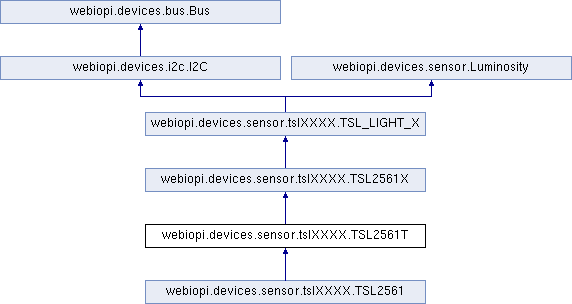 webiopi.devices.bus.Bus
webiopi.devices.i2c.I2C
webiopi.devices.sensor.Luminosity
webiopi.devices.sensor.tslXXXX.TSL_LIGHT_X
webiopi.devices.sensor.tslXXXX.TSL2561X
webiopi.devices.sensor.tslXXXX.TSL2561T
webiopi.devices.sensor.tslXXXX.TSL2561